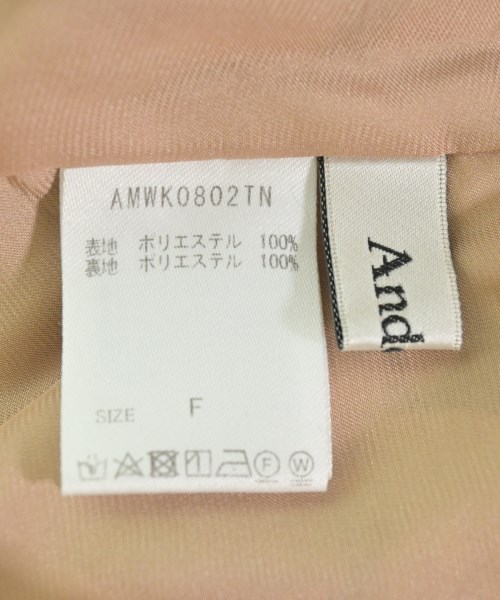 AMWK0802TN
表地 ポリエステル 100%
裏地 ポリエステル 100%
SIZE F
F W
And